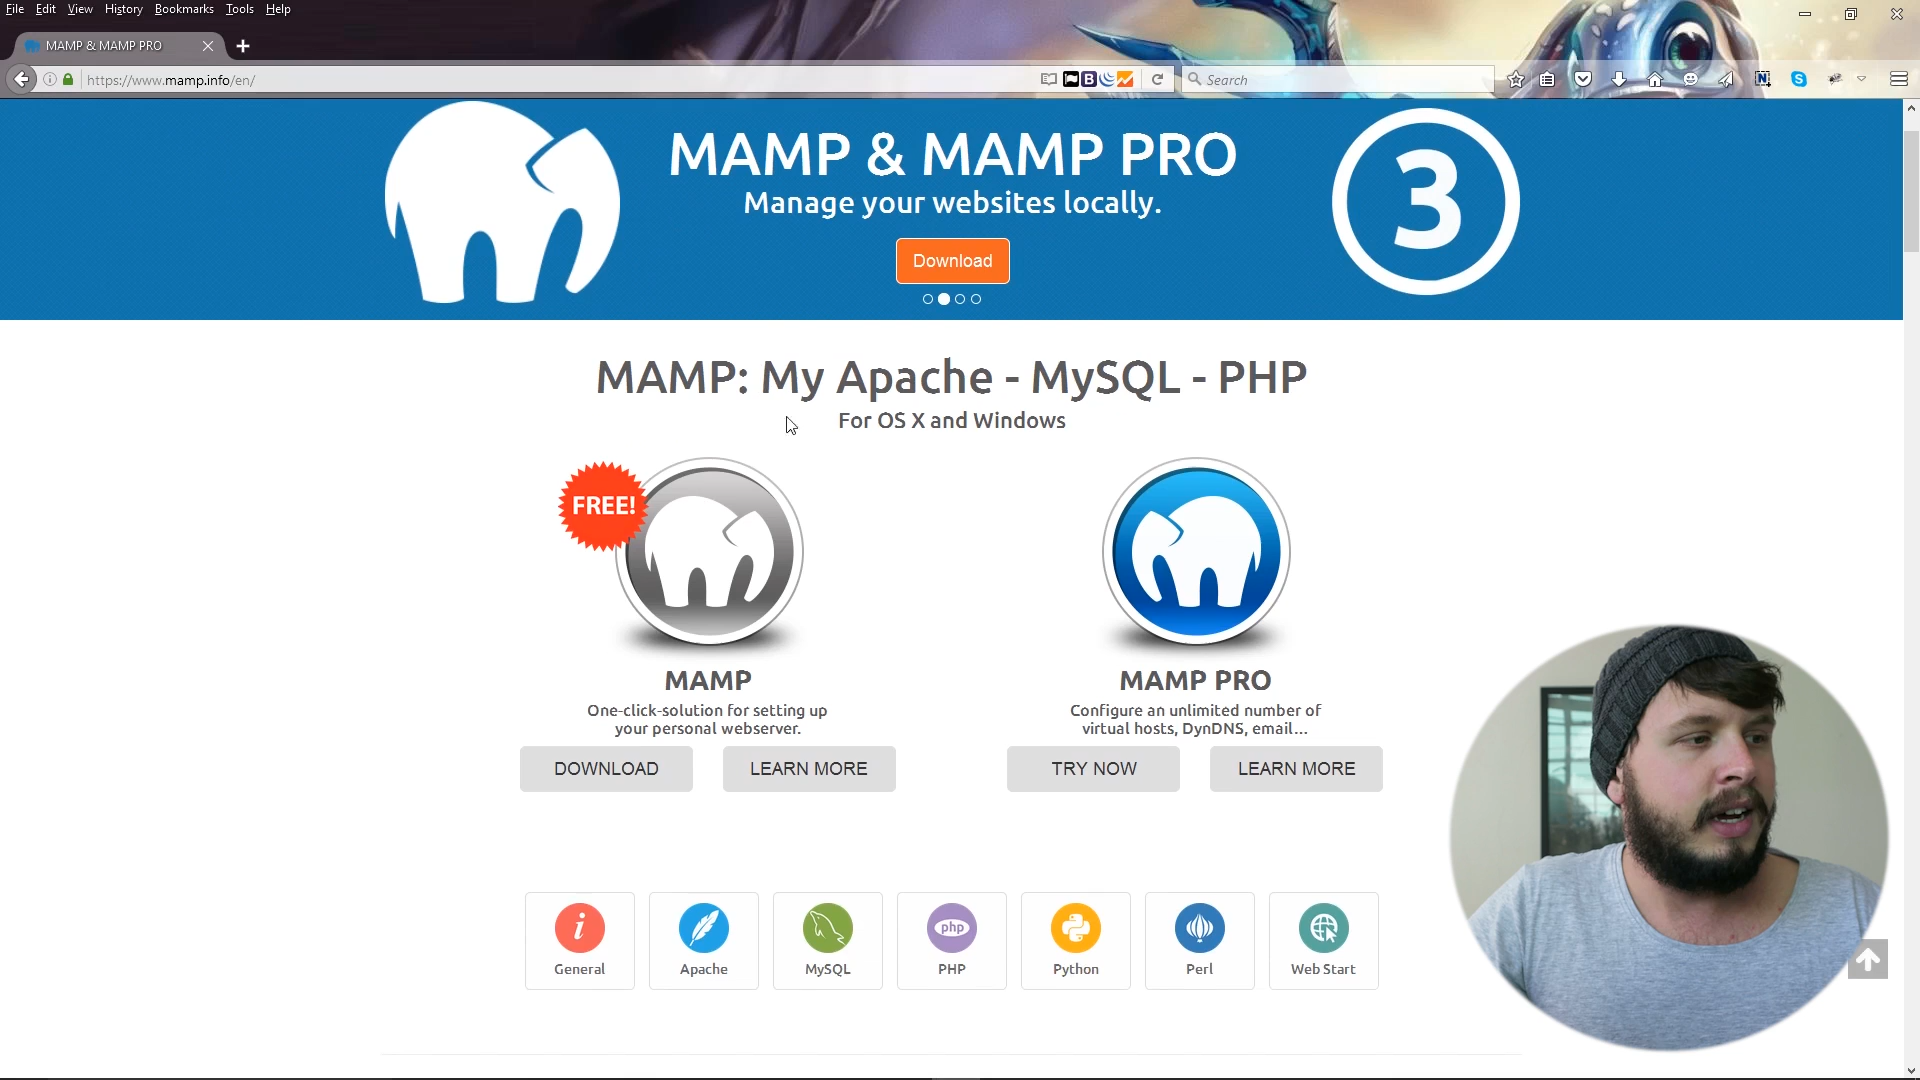 File Edit View History Bookmarks Tools Help
MAMP & MAMP PRO
https://www.mamp.info/en/
Search
MAMP & MAMP PRO
Manage your websites locally.
3
Download
MAMP: My Apache - MySQL - PHP
For OS X and Windows
FREE!
MAMP
One-click-solution for setting up
your personal webserver.
DOWNLOAD
LEARN MORE
MAMP PRO
Configure an unlimited number of
virtual hosts, DynDNS, email...
TRY NOW
LEARN MORE
General
Apache
MySQL
php
PHP
Python
Perl
Web Start